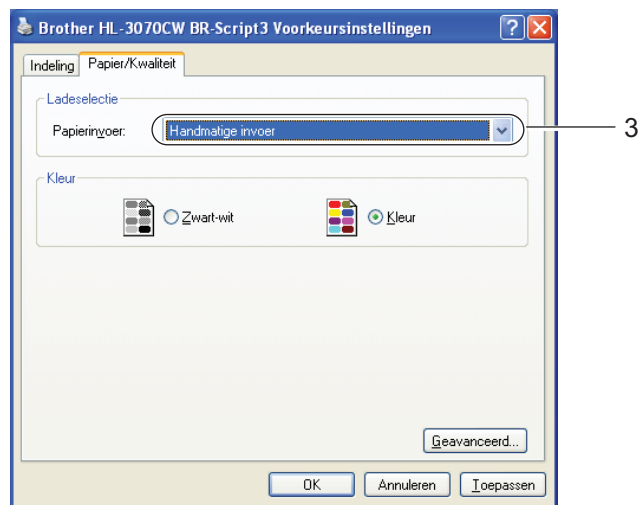 Brother HL-3070CW BR-Script3 Voorkeursinstellingen
Indeling Papier/Kwaliteit
Ladeselectie
Papierinvoer: Handmatige invoer 3
Kleur
Zwart-wit Kleur
Geavanceerd...
OK Annuleren Toepassen